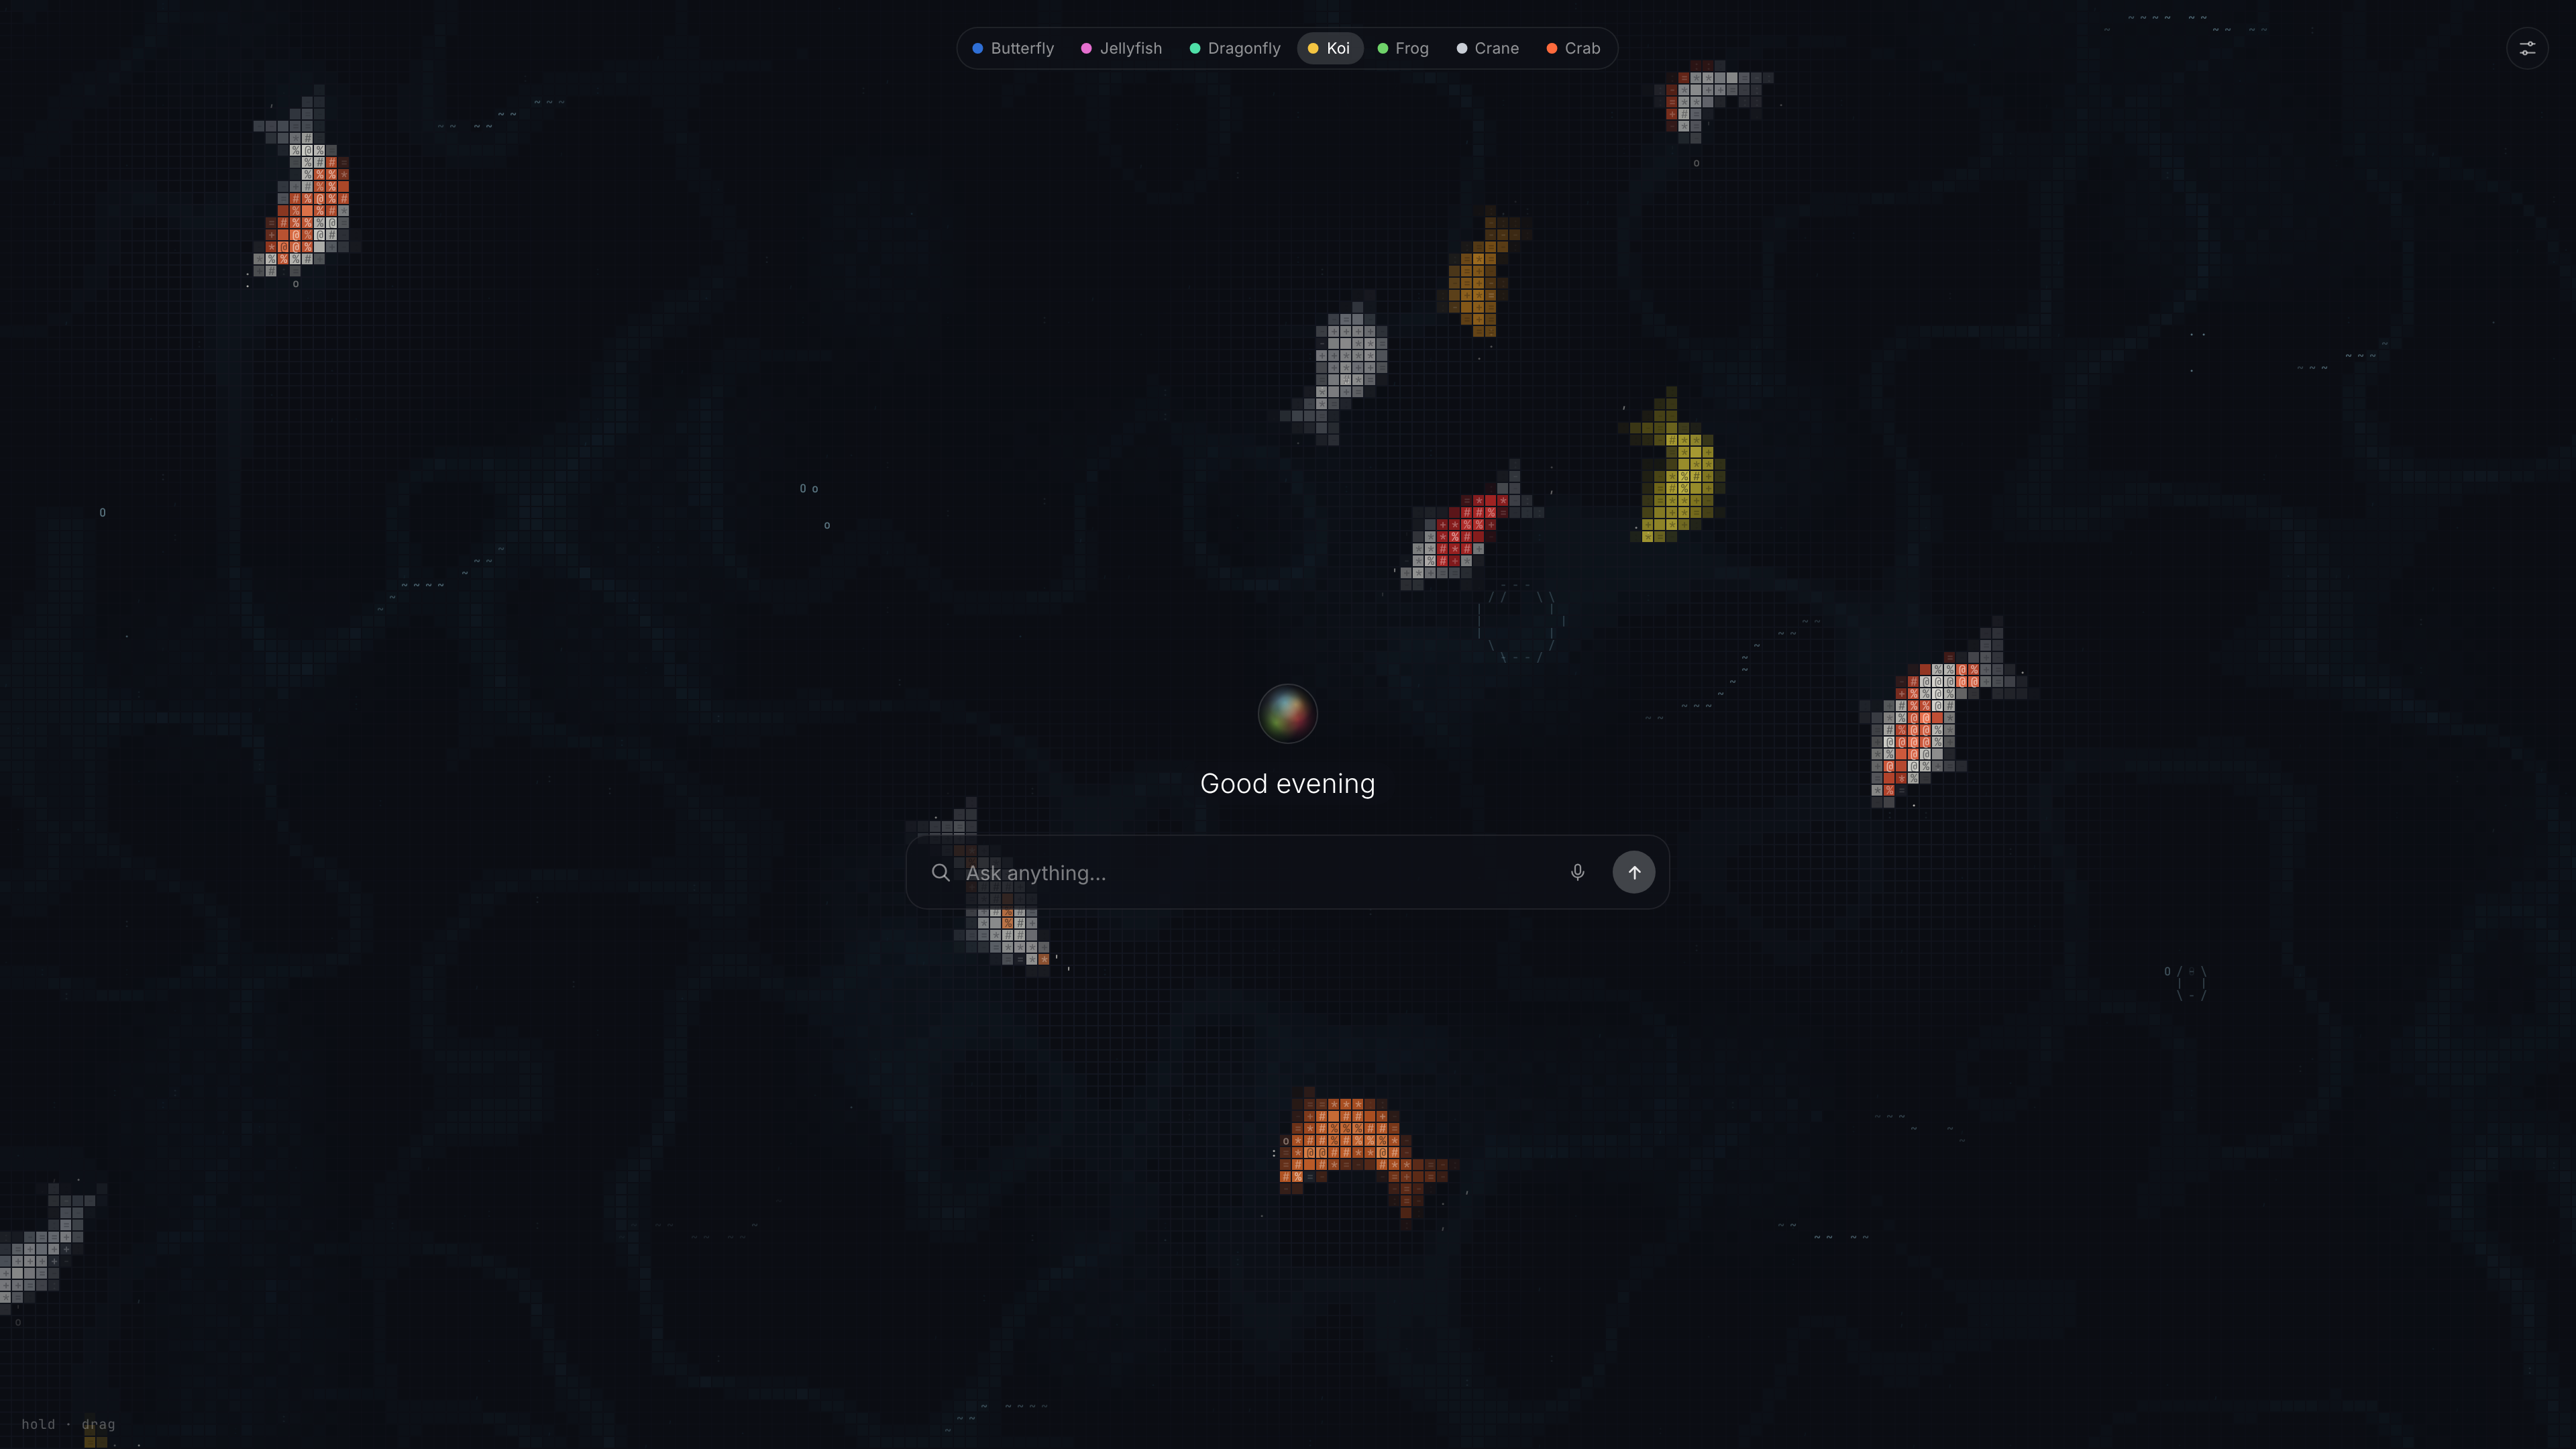 Butterfly Jellyfish Dragonfly Koi Frog Crane Crab
Good evening
Ask anything...
hold · drag